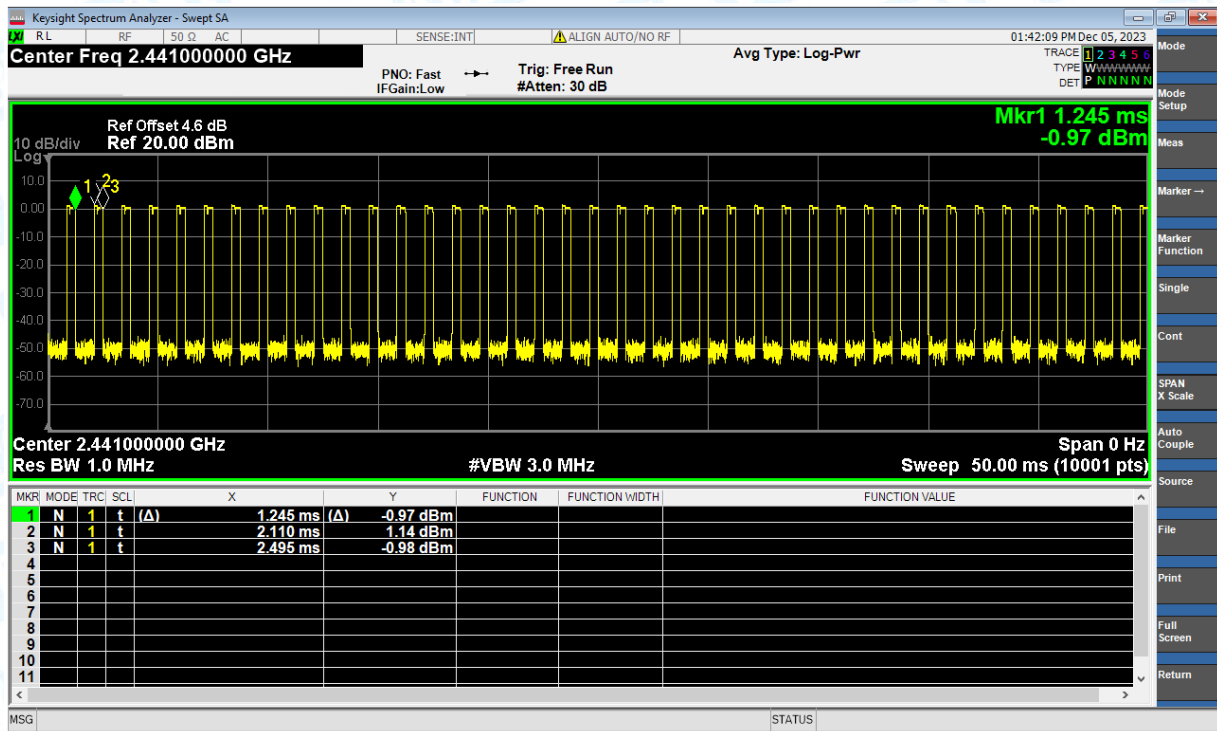 Keysight Spectrum Analyzer - Swept SA
LXI RL RF 50 Ω AC SENSE:INT ALIGN AUTO/NO RF 01:42:09 PM Dec 05, 2023
Center Freq 2.441000000 GHz
PNO: Fast
IFGain:Low
Trig: Free Run
#Atten: 30 dB
Avg Type: Log-Pwr
TRACE 1 2 3 4 5 6
TYPE WWWWWW
DET P NNNNN
Mkr1 1.245 ms
-0.97 dBm
Ref Offset 4.6 dB
10 dB/div Ref 20.00 dBm
Log
10.0
0.00
-10.0
-20.0
-30.0
-40.0
-50.0
-60.0
-70.0
1 2 3
Center 2.441000000 GHz Span 0 Hz
Res BW 1.0 MHz #VBW 3.0 MHz Sweep 50.00 ms (10001 pts)
MKR MODE TRC SCL X Y FUNCTION FUNCTION WIDTH FUNCTION VALUE
1 N 1 t (Δ) 1.245 ms (Δ) -0.97 dBm
2 N 1 t 2.110 ms 1.14 dBm
3 N 1 t 2.495 ms -0.98 dBm
4
5
6
7
8
9
10
11
MSG STATUS
Mode
Mode
Setup
Meas
Marker →
Marker
Function
Single
Cont
SPAN
X Scale
Auto
Couple
Source
File
Print
Full
Screen
Return